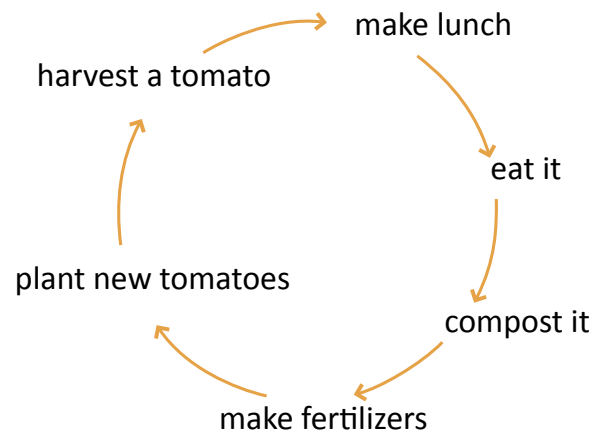 make lunch
harvest a tomato
eat it
plant new tomatoes
compost it
make fertilizers